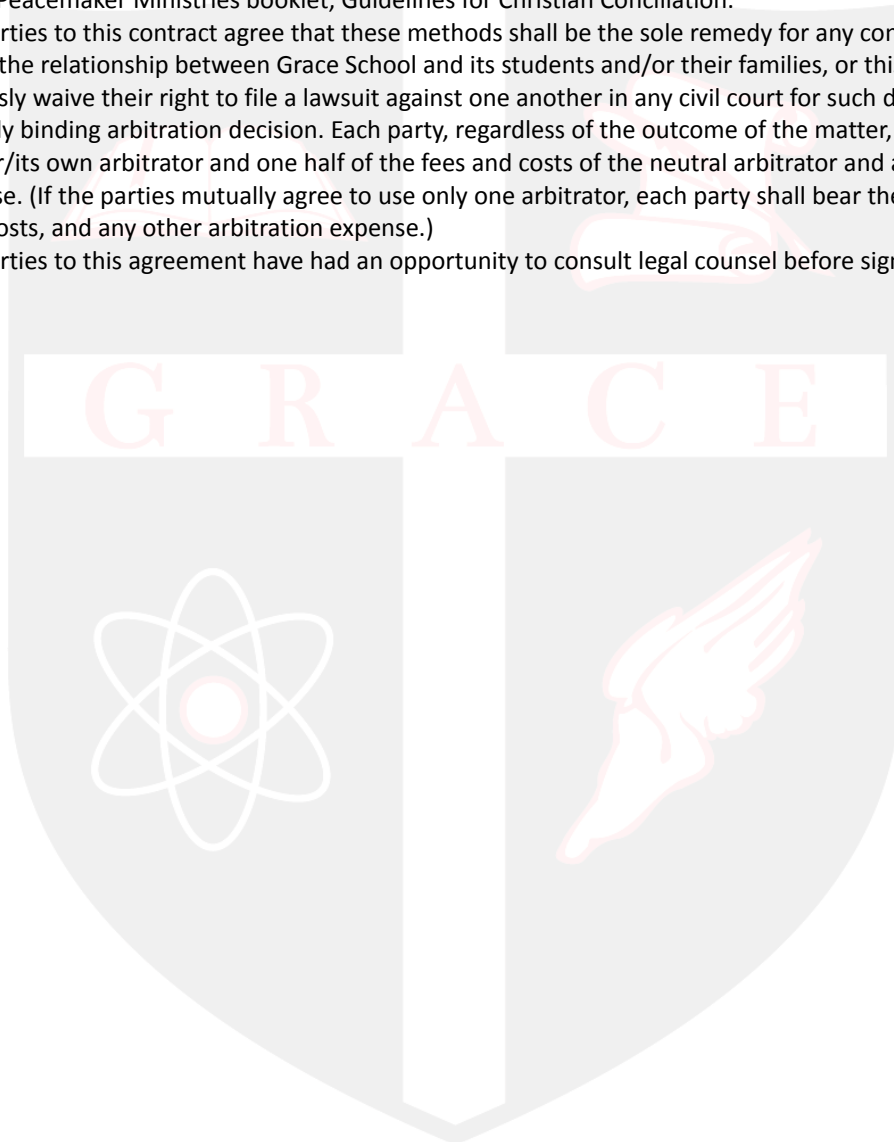 Peacemaker Ministries booklet, Guidelines for Christian Conciliation.
rties to this contract agree that these methods shall be the sole remedy for any con
the relationship between Grace School and its students and/or their families, or thi
sly waive their right to file a lawsuit against one another in any civil court for such d
ly binding arbitration decision. Each party, regardless of the outcome of the matter,
r/its own arbitrator and one half of the fees and costs of the neutral arbitrator and a
se. (If the parties mutually agree to use only one arbitrator, each party shall bear the
osts, and any other arbitration expense.)
rties to this agreement have had an opportunity to consult legal counsel before sign
G R A C E